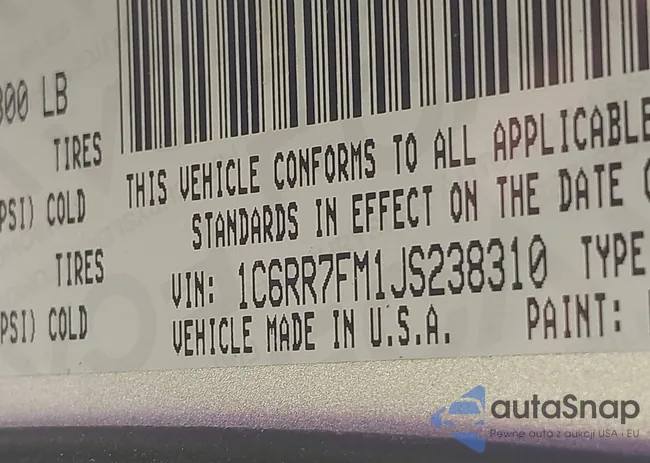 300 LB
TIRES
PSI) COLD
TIRES
PSI) COLD
THIS VEHICLE CONFORMS TO ALL APPLICABLE
STANDARDS IN EFFECT ON THE DATE
VIN: 1C6RR7FM1JS238310 TYPE
VEHICLE MADE IN U.S.A. PAINT:
autaSnap
Pewne auta z aukcji USA i EU